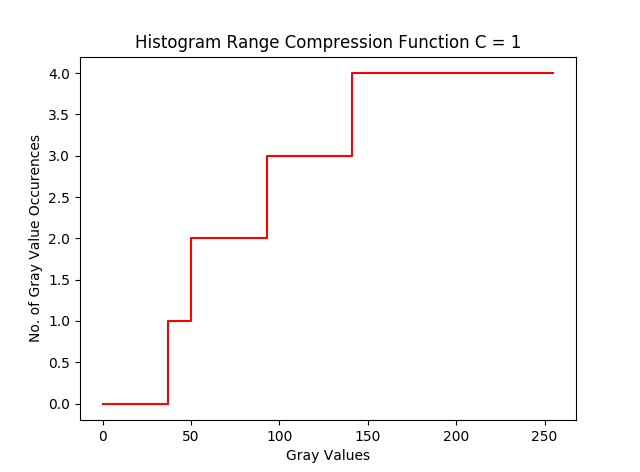 Histogram Range Compression Function C = 1
4.0
3.5
3.0
2.5
2.0
1.5
1.0
0.5
0.0
No. of Gray Value Occurences
0 50 100 150 200 250
Gray Values